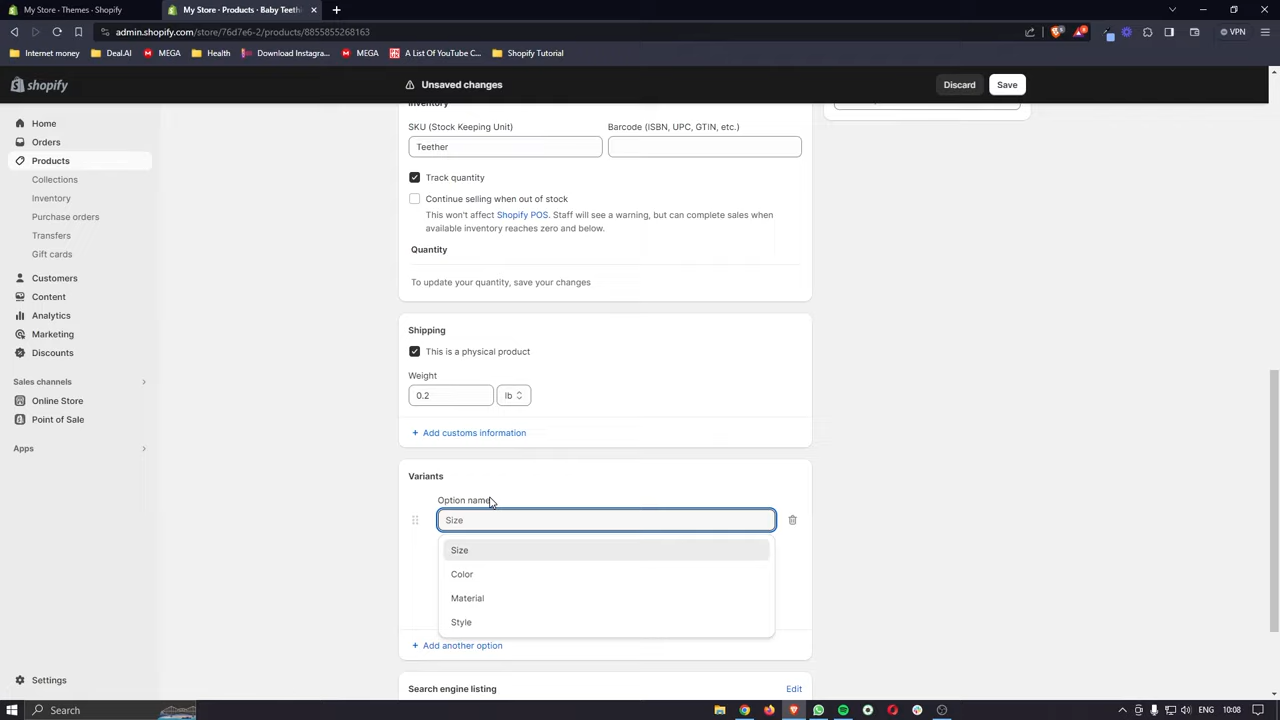 My Store · Themes · Shopify
My Store · Products · Baby Teeth
admin.shopify.com/store/76d7e6-2/products/8855855268163
VPN
Internet money
DealAI
MEGA
Health
Download Instagra...
MEGA
A List Of YouTube C...
Shopify Tutorial
shopify
Unsaved changes
Discard
Save
Home
Orders
Products
Collections
Inventory
Purchase orders
Transfers
Gift cards
Customers
Content
Analytics
Marketing
Discounts
Sales channels
Online Store
Point of Sale
Apps
Settings
Inventory
SKU (Stock Keeping Unit)
Barcode (ISBN, UPC, GTIN, etc.)
Teether
Track quantity
Continue selling when out of stock
This won't affect Shopify POS. Staff will see a warning, but can complete sales when
available inventory reaches zero and below.
Quantity
To update your quantity, save your changes
Shipping
This is a physical product
Weight
0.2
lb
+ Add customs information
Variants
Option name
Size
Size
Color
Material
Style
+ Add another option
Search engine listing
Edit
Search
ENG
10:08